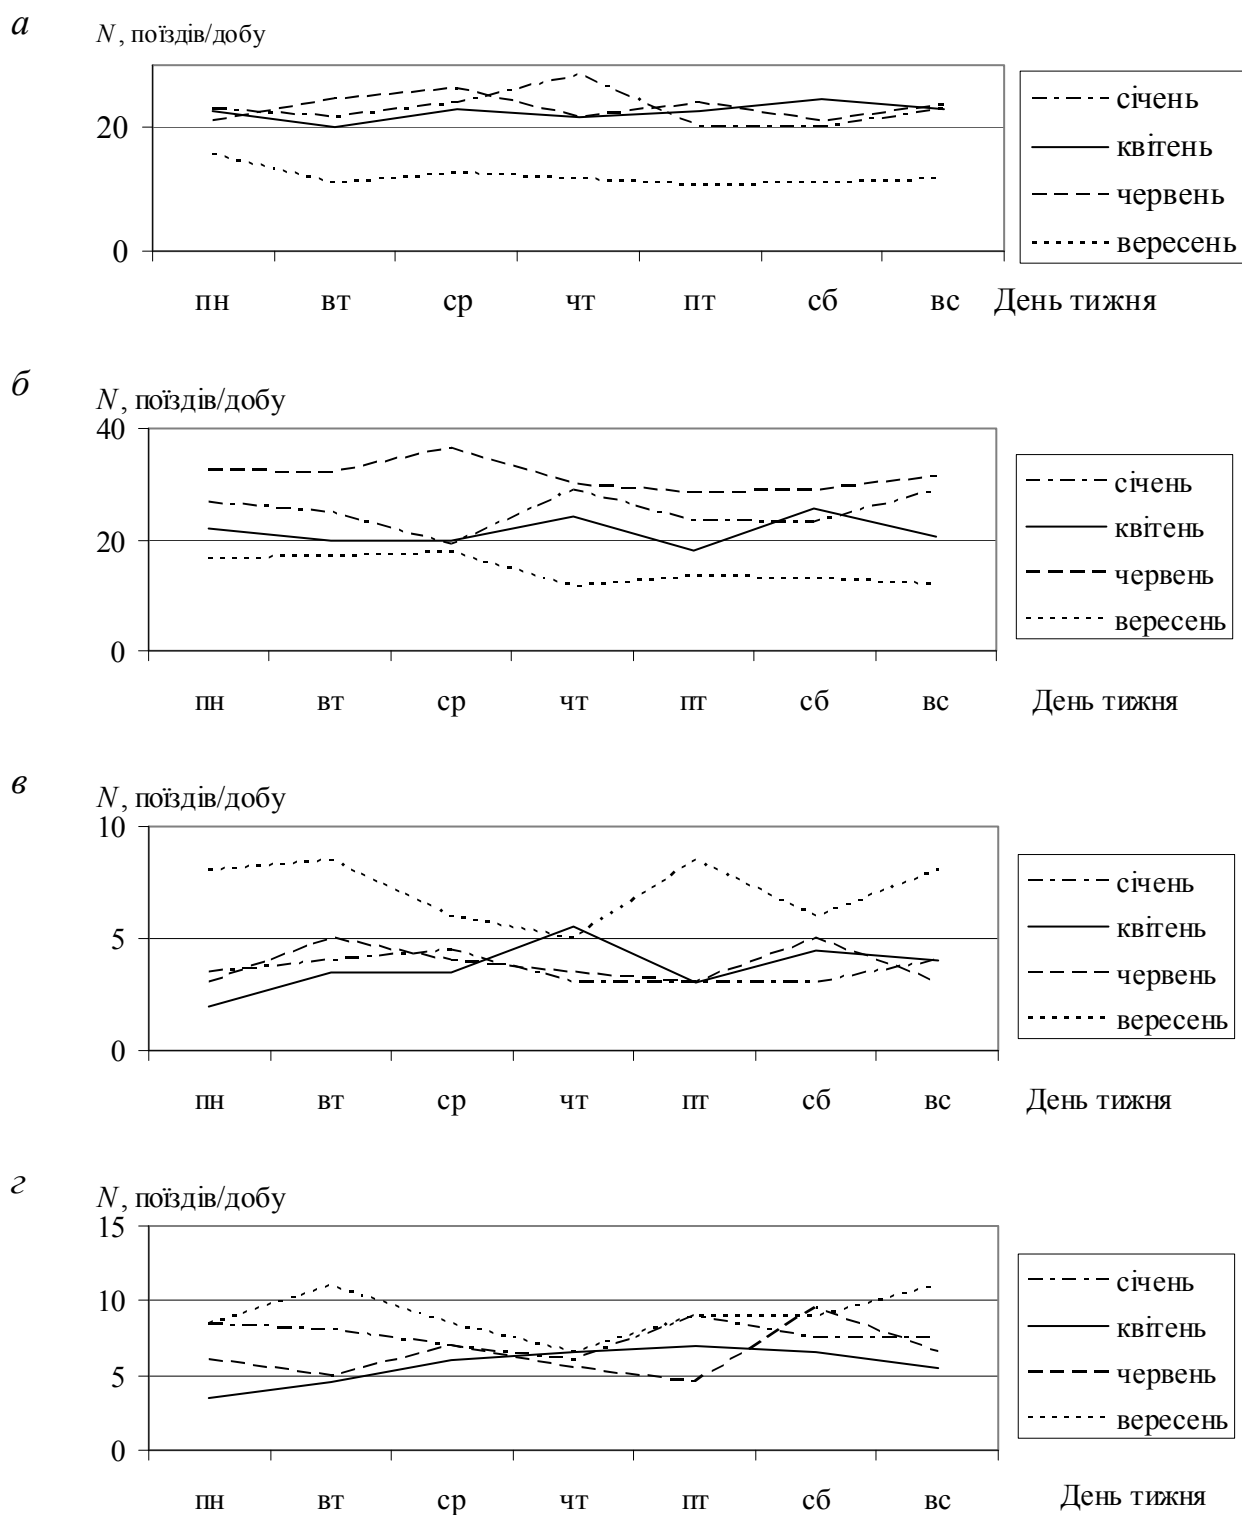 а
N, поїздів/добу
20
0
січень
квітень
червень
вересень
пн вт ср чт пт сб вс День тижня
б
N, поїздів/добу
40
20
0
січень
квітень
червень
вересень
пн вт ср чт пт сб вс День тижня
в
N, поїздів/добу
10
5
0
січень
квітень
червень
вересень
пн вт ср чт пт сб вс День тижня
г
N, поїздів/добу
15
10
5
0
січень
квітень
червень
вересень
пн вт ср чт пт сб вс День тижня